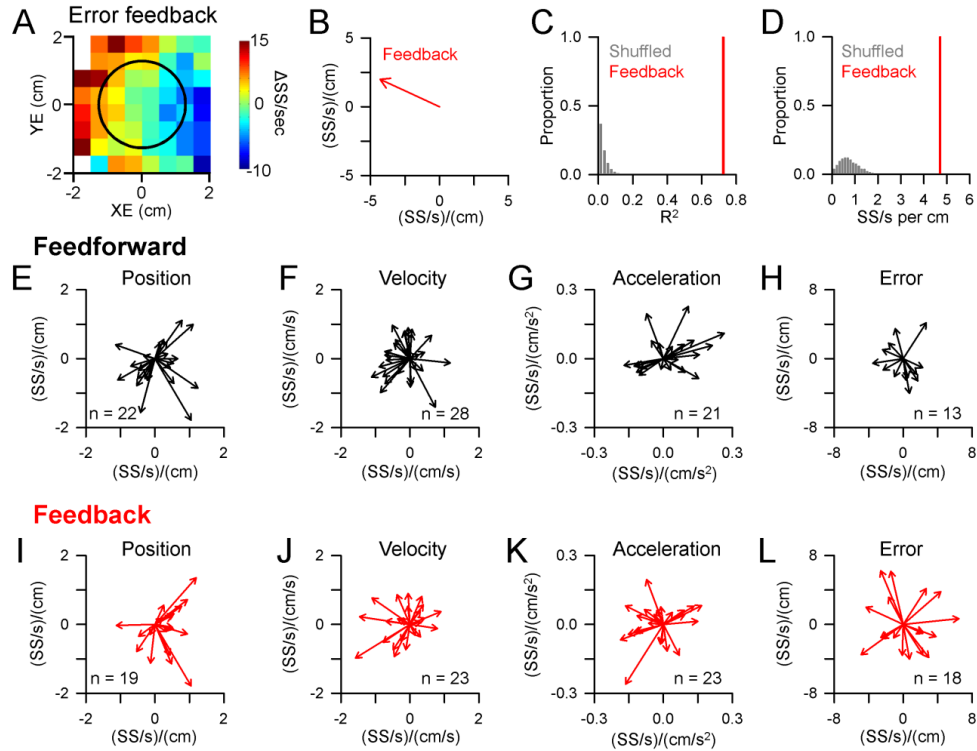 A
Error feedback
YE (cm)
2
0
-2
-2
0
2
XE (cm)
15
0
-10
ΔSS/sec
B
Feedback
(SS/s)/(cm)
5
0
-5
-5
0
5
(SS/s)/(cm)
C
Shuffled
Feedback
Proportion
1.0
0.5
0.0
0.0
0.2
0.4
0.6
0.8
R²
D
Shuffled
Feedback
Proportion
1.0
0.5
0.0
0
1
2
3
4
5
6
SS/s per cm
Feedforward
E
Position
(SS/s)/(cm)
2
0
-2
n = 22
-2
0
2
(SS/s)/(cm)
F
Velocity
(SS/s)/(cm/s)
2
0
-2
n = 28
-2
0
2
(SS/s)/(cm/s)
G
Acceleration
(SS/s)/(cm/s²)
0.3
0.0
-0.3
n = 21
-0.3
0.0
0.3
(SS/s)/(cm/s²)
H
Error
(SS/s)/(cm)
8
0
-8
n = 13
-8
0
8
(SS/s)/(cm)
Feedback
I
Position
(SS/s)/(cm)
2
0
-2
n = 19
-2
0
2
(SS/s)/(cm)
J
Velocity
(SS/s)/(cm/s)
2
0
-2
n = 23
-2
0
2
(SS/s)/(cm/s)
K
Acceleration
(SS/s)/(cm/s²)
0.3
0.0
-0.3
n = 23
-0.3
0.0
0.3
(SS/s)/(cm/s²)
L
Error
(SS/s)/(cm)
8
0
-8
n = 18
-8
0
8
(SS/s)/(cm)